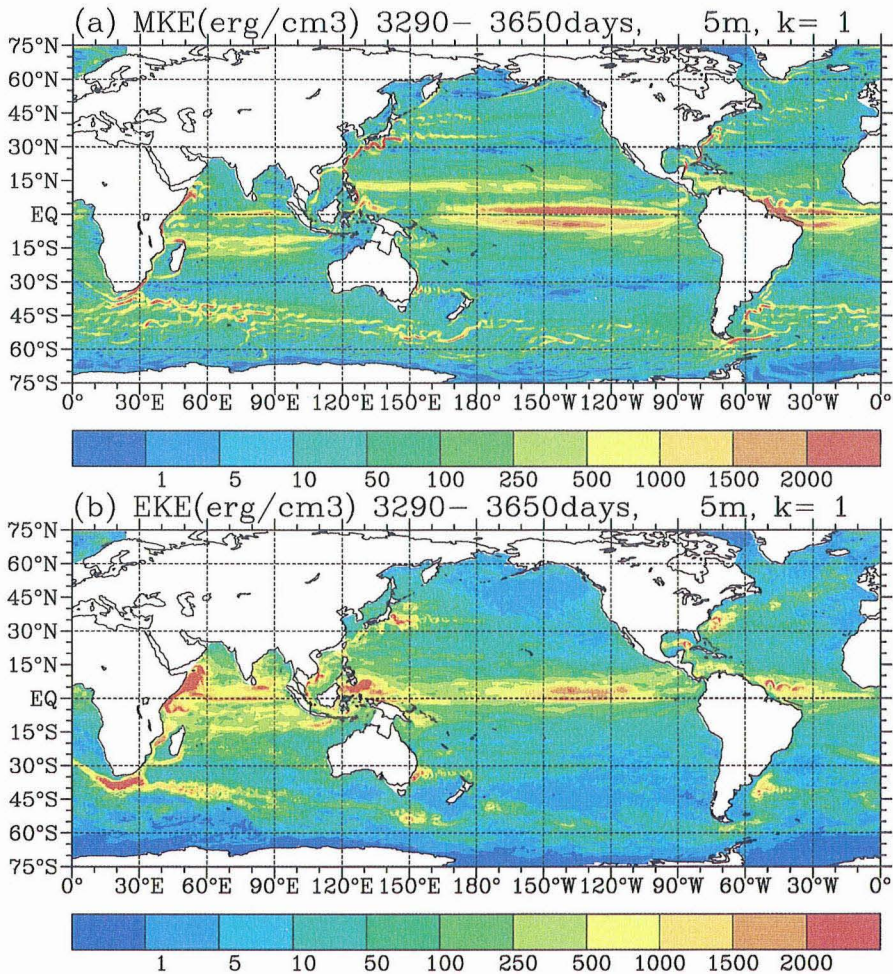 (a) MKE(erg/cm3) 3290− 3650days, 5m, k= 1
75°N
60°N
45°N
30°N
15°N
EQ
15°S
30°S
45°S
60°S
75°S
0° 30°E 60°E 90°E 120°E 150°E 180° 150°W 120°W 90°W 60°W 30°W 0°
1 5 10 50 100 250 500 1000 1500 2000
(b) EKE(erg/cm3) 3290− 3650days, 5m, k= 1
75°N
60°N
45°N
30°N
15°N
EQ
15°S
30°S
45°S
60°S
75°S
0° 30°E 60°E 90°E 120°E 150°E 180° 150°W 120°W 90°W 60°W 30°W 0°
1 5 10 50 100 250 500 1000 1500 2000